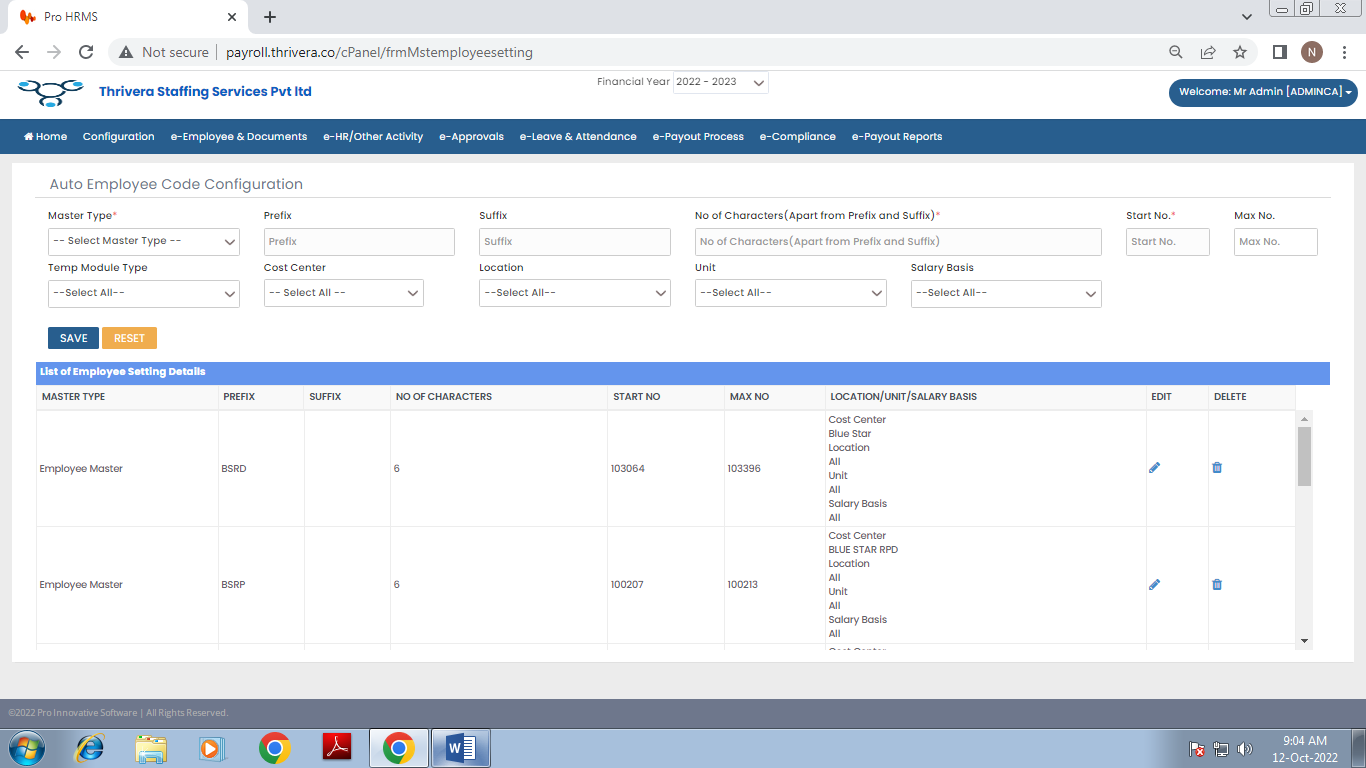 Pro HRMS
Not secure | payroll.thrivera.co/cPanel/frmMstemployeesetting
N
Thrivera Staffing Services Pvt ltd
Financial Year 2022 - 2023
Welcome: Mr Admin [ADMINCA]
Home Configuration e-Employee & Documents e-HR/Other Activity e-Approvals e-Leave & Attendance e-Payout Process e-Compliance e-Payout Reports
Auto Employee Code Configuration
Master Type* Prefix Suffix No of Characters(Apart from Prefix and Suffix)* Start No.* Max No.
-- Select Master Type -- Prefix Suffix No of Characters(Apart from Prefix and Suffix) Start No. Max No.
Temp Module Type Cost Center Location Unit Salary Basis
--Select All-- -- Select All -- --Select All-- --Select All-- --Select All--
SAVE RESET
List of Employee Setting Details
MASTER TYPE PREFIX SUFFIX NO OF CHARACTERS START NO MAX NO LOCATION/UNIT/SALARY BASIS EDIT DELETE
Cost Center
Blue Star
Location
All
Employee Master BSRD 6 103064 103396
Unit
All
Salary Basis
All
Cost Center
BLUE STAR RPD
Location
All
Employee Master BSRP 6 100207 100213
Unit
All
Salary Basis
All
©2022 Pro Innovative Software | All Rights Reserved.
9:04 AM
12-Oct-2022